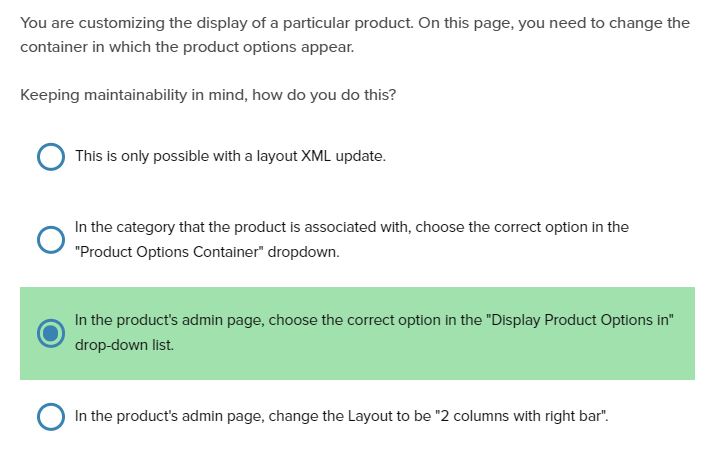 You are customizing the display of a particular product. On this page, you need to change the
container in which the product options appear.
Keeping maintainability in mind, how do you do this?
This is only possible with a layout XML update.
In the category that the product is associated with, choose the correct option in the
"Product Options Container" dropdown.
In the product's admin page, choose the correct option in the "Display Product Options in"
drop-down list.
In the product's admin page, change the Layout to be "2 columns with right bar".